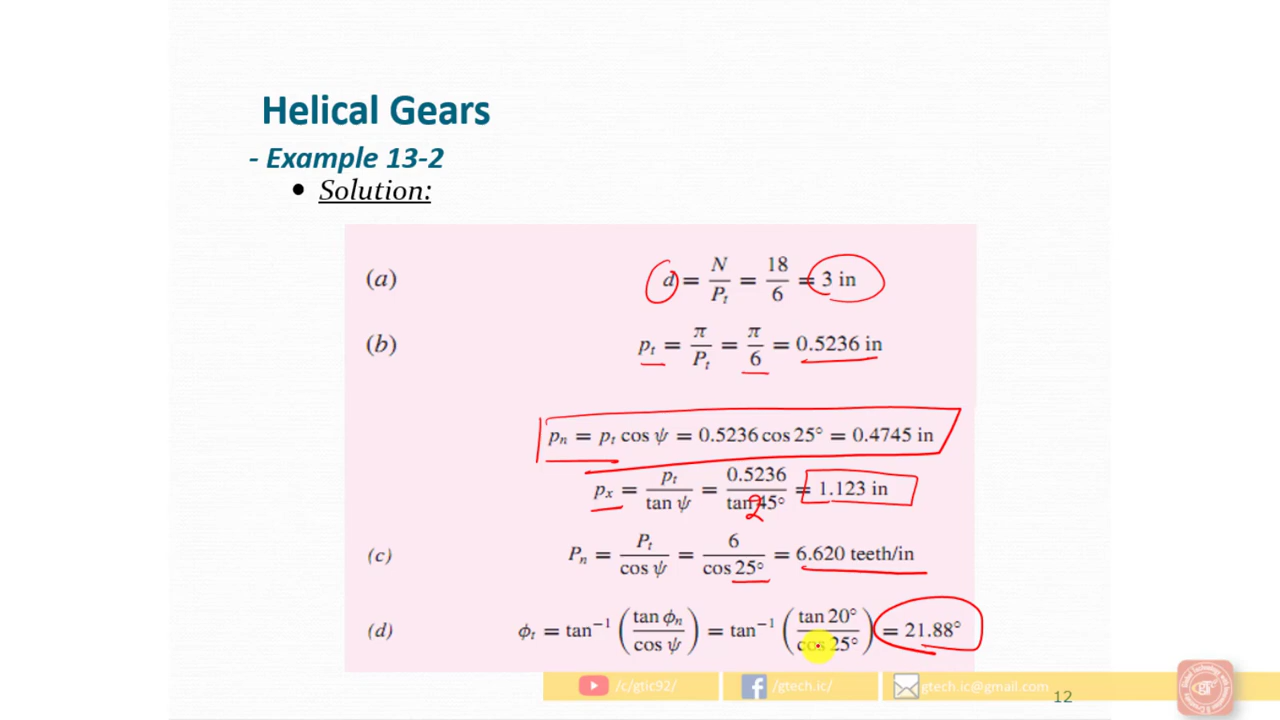 Helical Gears
- Example 13-2
• Solution:
(a) d = N/P_t = 18/6 = 3 in
(b) p_t = π/P_t = π/6 = 0.5236 in
p_n = p_t cos ψ = 0.5236 cos 25° = 0.4745 in
p_x = p_t/tan ψ = 0.5236/tan 45° = 1.123 in
2
(c) P_n = P_t/cos ψ = 6/cos 25° = 6.620 teeth/in
(d) ϕ_t = tan⁻¹ (tan ϕ_n/cos ψ) = tan⁻¹ (tan 20°/cos 25°) = 21.88°
/c/gtic92/
/gtech.ic/
gtech.ic@gmail.com
12